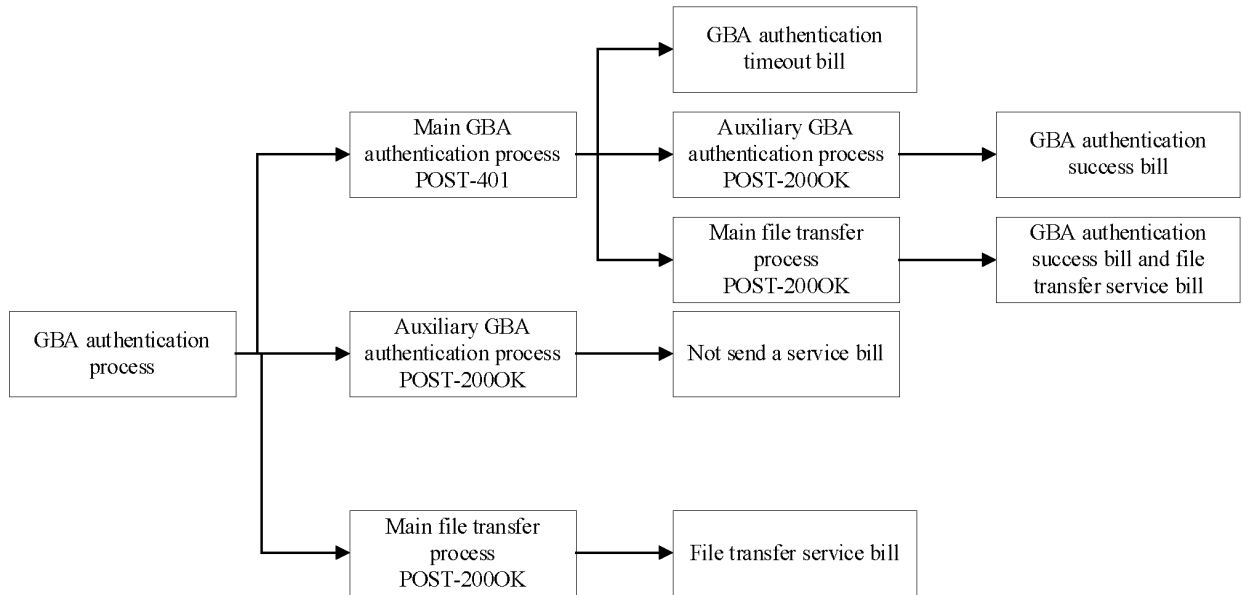 GBA authentication
timeout bill
Main GBA
authentication process
POST-401
Auxiliary GBA
authentication process
POST-200OK
GBA authentication
success bill
Main file transfer
process
POST-200OK
GBA authentication
success bill and file
transfer service bill
GBA authentication
process
Auxiliary GBA
authentication process
POST-200OK
Not send a service bill
Main file transfer
process
POST-200OK
File transfer service bill